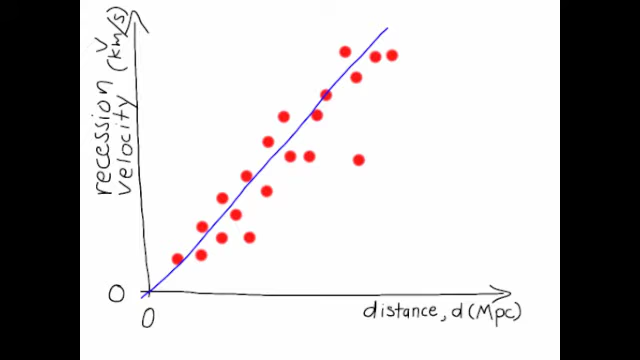 recession
velocity
v
(km/s)
0
0
distance, d (Mpc)